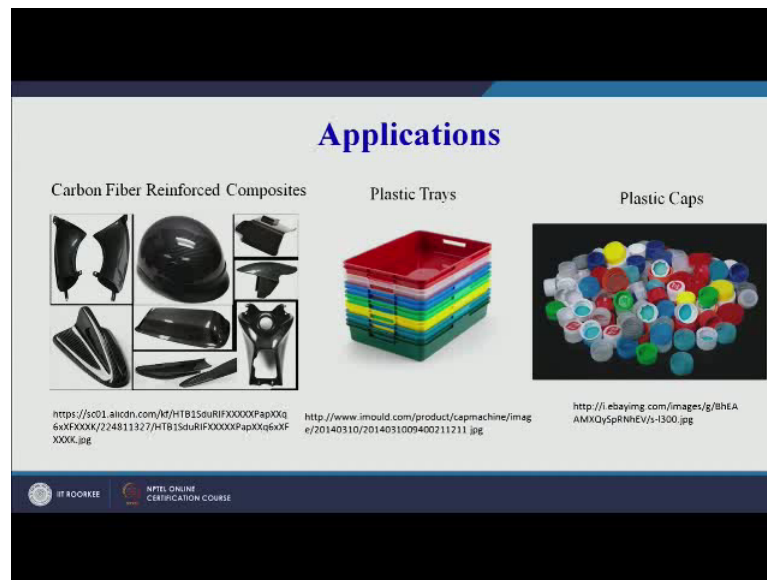 Applications
Carbon Fiber Reinforced Composites
Plastic Trays
Plastic Caps
https://sc01.alicdn.com/kf/HTB1SduRIFXXXXXPapXXq
6xXFXXXK/224811327/HTB1SduRIFXXXXXPapXXq6xXF
XXXK.jpg
http://www.imould.com/product/capmachine/imag
e/20140310/2014031009400211211.jpg
http://i.ebayimg.com/images/g/BhEA
AMXQySpRNhEV/s-l300.jpg
IIT ROORKEE
NPTEL ONLINE
CERTIFICATION COURSE